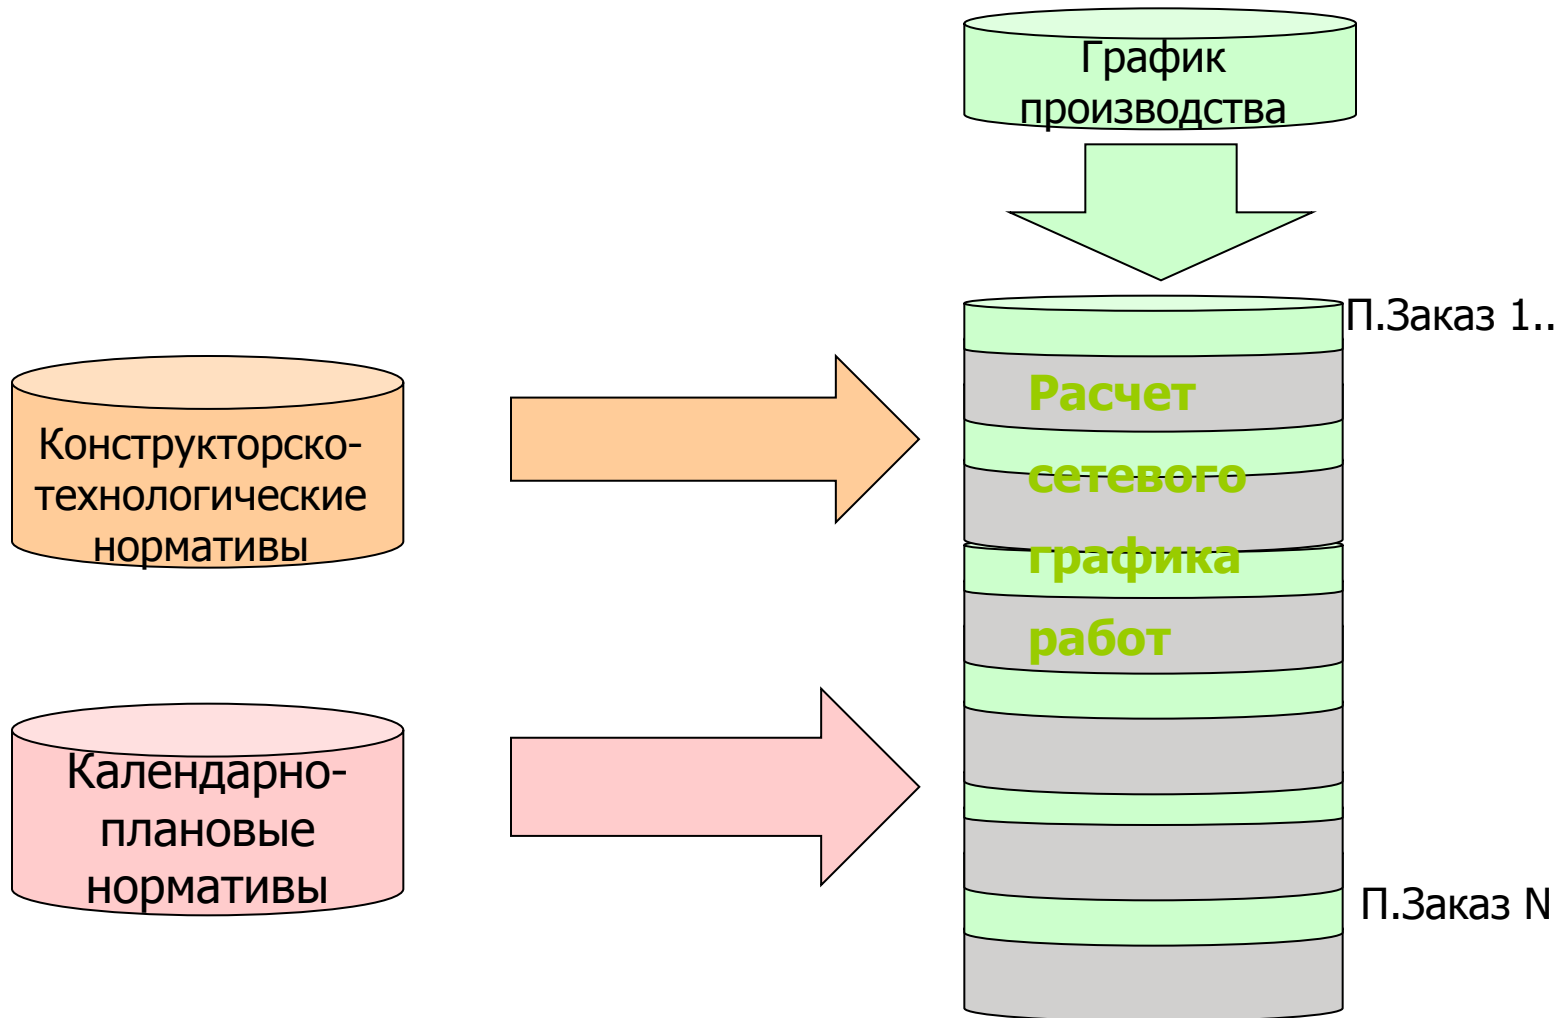 График
производства
П.Заказ 1..
Расчет
сетевого
графика
работ
Конструкторско-
технологические
нормативы
Календарно-
плановые
нормативы
П.Заказ N